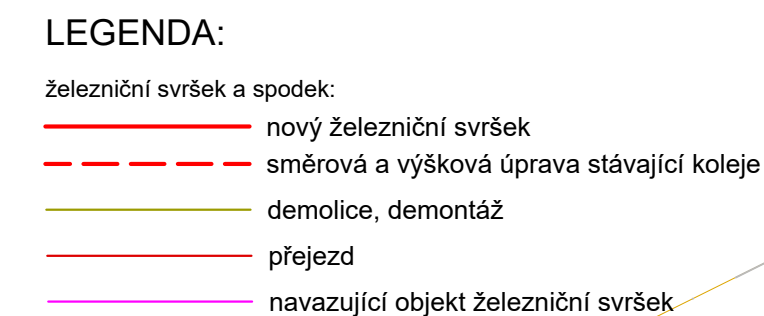 LEGENDA:
železniční svršek a spodek:
nový železniční svršek
směrová a výšková úprava stávající koleje
demolice, demontáž
přejezd
navazující objekt železniční svršek